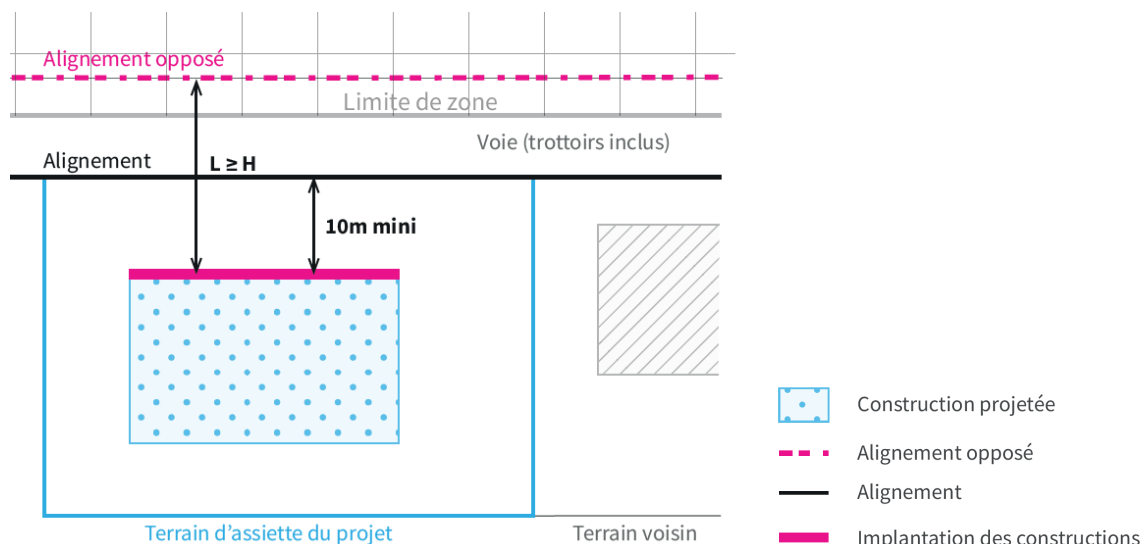 Alignement opposé
Limite de zone
Voie (trottoirs inclus)
Alignement
L ≥ H
10m mini
Construction projetée
Alignement opposé
Alignement
Implantation des constructions
Terrain d’assiette du projet
Terrain voisin